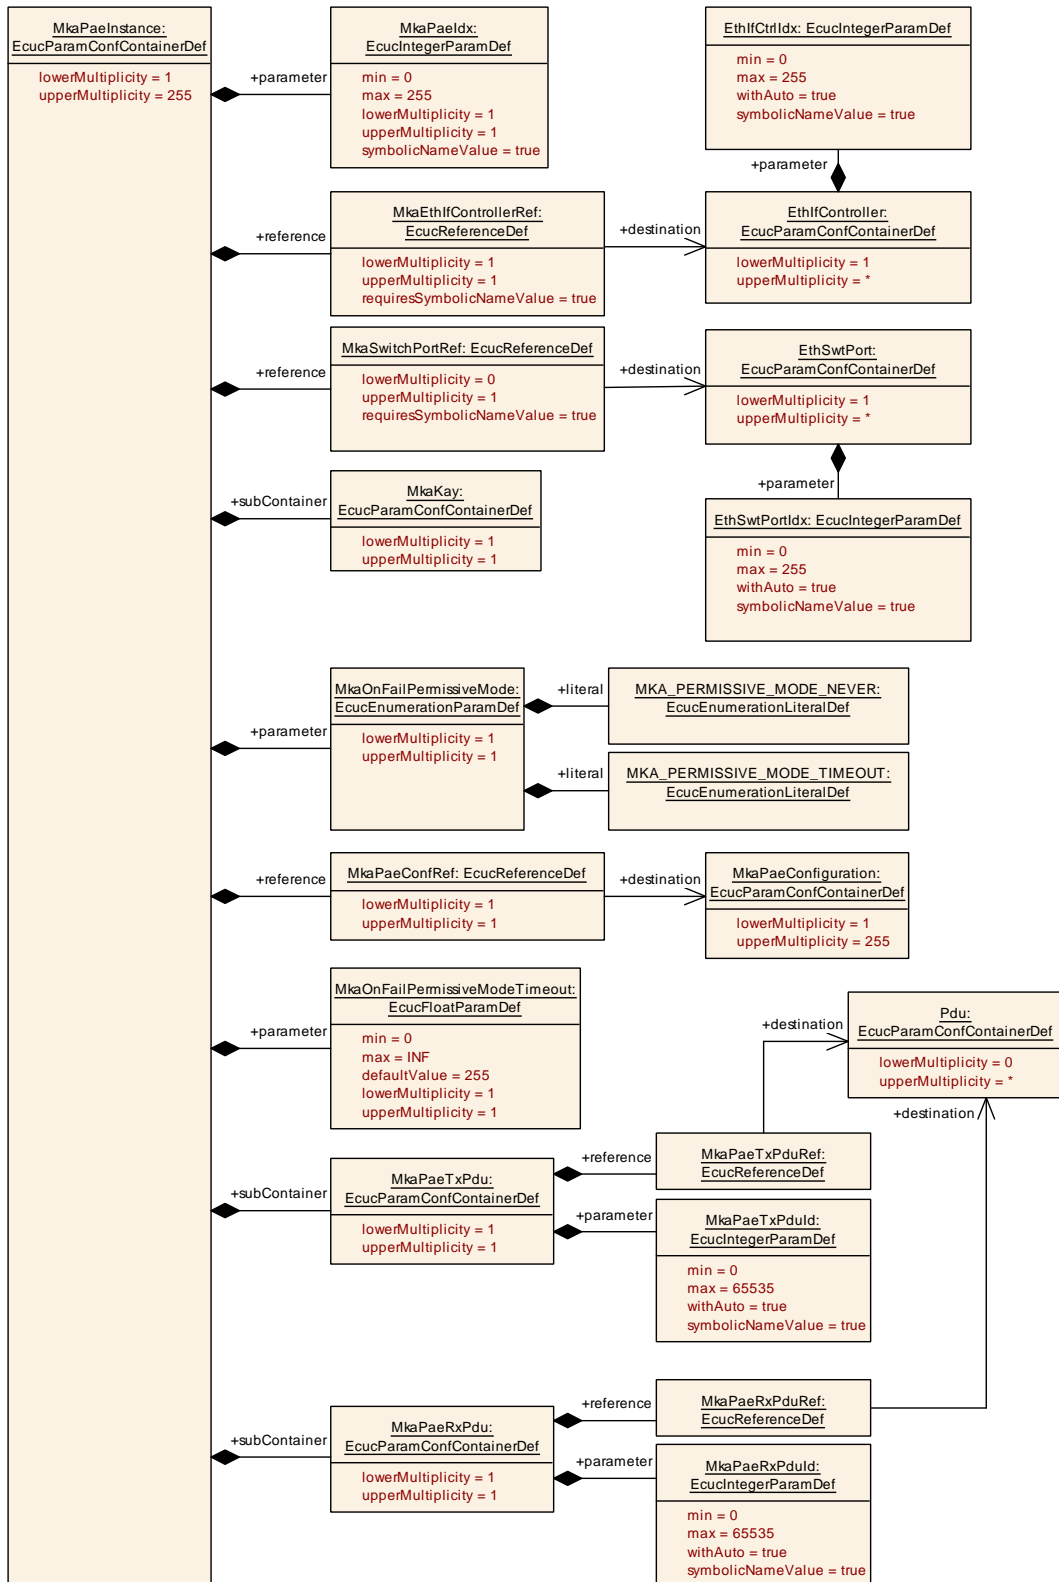 MkaPaeInstance:
EcucParamConfContainerDef
lowerMultiplicity = 1
upperMultiplicity = 255
+parameter
MkaPaeIdx:
EcucIntegerParamDef
min = 0
max = 255
lowerMultiplicity = 1
upperMultiplicity = 1
symbolicNameValue = true
EthIfCtrlIdx: EcucIntegerParamDef
min = 0
max = 255
withAuto = true
symbolicNameValue = true
+parameter
+reference
MkaEthIfControllerRef:
EcucReferenceDef
lowerMultiplicity = 1
upperMultiplicity = 1
requiresSymbolicNameValue = true
+destination
EthIfController:
EcucParamConfContainerDef
lowerMultiplicity = 1
upperMultiplicity = *
+reference
MkaSwitchPortRef: EcucReferenceDef
lowerMultiplicity = 0
upperMultiplicity = 1
requiresSymbolicNameValue = true
+destination
EthSwtPort:
EcucParamConfContainerDef
lowerMultiplicity = 1
upperMultiplicity = *
+parameter
EthSwtPortIdx: EcucIntegerParamDef
min = 0
max = 255
withAuto = true
symbolicNameValue = true
+subContainer
MkaKay:
EcucParamConfContainerDef
lowerMultiplicity = 1
upperMultiplicity = 1
+parameter
MkaOnFailPermissiveMode:
EcucEnumerationParamDef
lowerMultiplicity = 1
upperMultiplicity = 1
+literal
MKA_PERMISSIVE_MODE_NEVER:
EcucEnumerationLiteralDef
+literal
MKA_PERMISSIVE_MODE_TIMEOUT:
EcucEnumerationLiteralDef
+reference
MkaPaeConfRef: EcucReferenceDef
lowerMultiplicity = 1
upperMultiplicity = 1
+destination
MkaPaeConfiguration:
EcucParamConfContainerDef
lowerMultiplicity = 1
upperMultiplicity = 255
+parameter
MkaOnFailPermissiveModeTimeout:
EcucFloatParamDef
min = 0
max = INF
defaultValue = 255
lowerMultiplicity = 1
upperMultiplicity = 1
+destination
Pdu:
EcucParamConfContainerDef
lowerMultiplicity = 0
upperMultiplicity = *
+destination
+subContainer
MkaPaeTxPdu:
EcucParamConfContainerDef
lowerMultiplicity = 1
upperMultiplicity = 1
+reference
MkaPaeTxPduRef:
EcucReferenceDef
+parameter
MkaPaeTxPduId:
EcucIntegerParamDef
min = 0
max = 65535
withAuto = true
symbolicNameValue = true
+subContainer
MkaPaeRxPdu:
EcucParamConfContainerDef
lowerMultiplicity = 1
upperMultiplicity = 1
+reference
MkaPaeRxPduRef:
EcucReferenceDef
+parameter
MkaPaeRxPduId:
EcucIntegerParamDef
min = 0
max = 65535
withAuto = true
symbolicNameValue = true